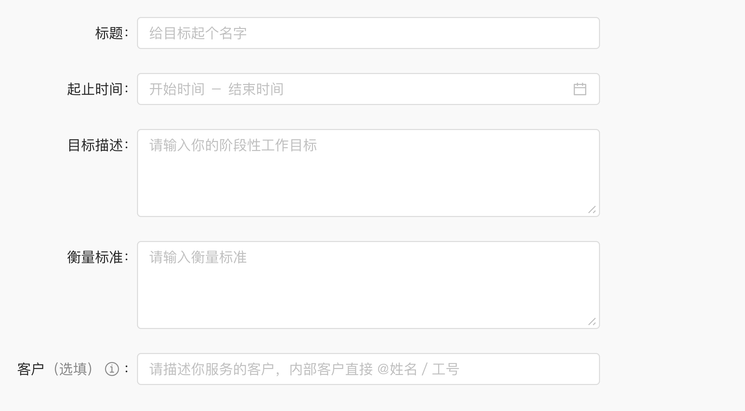 标题： 给目标起个名字
起止时间： 开始时间 – 结束时间
目标描述： 请输入你的阶段性工作目标
衡量标准： 请输入衡量标准
客户（选填）： 请描述你服务的客户，内部客户直接 @姓名 / 工号